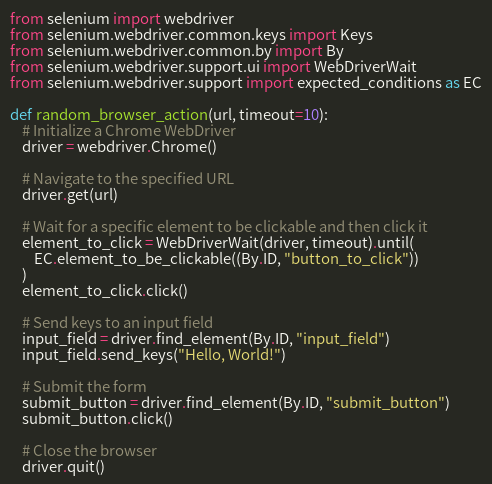 from selenium import webdriver
from selenium.webdriver.common.keys import Keys
from selenium.webdriver.common.by import By
from selenium.webdriver.support.ui import WebDriverWait
from selenium.webdriver.support import expected_conditions as EC

def random_browser_action(url, timeout=10):
    # Initialize a Chrome WebDriver
    driver = webdriver.Chrome()

    # Navigate to the specified URL
    driver.get(url)

    # Wait for a specific element to be clickable and then click it
    element_to_click = WebDriverWait(driver, timeout).until(
        EC.element_to_be_clickable((By.ID, "button_to_click"))
    )
    element_to_click.click()

    # Send keys to an input field
    input_field = driver.find_element(By.ID, "input_field")
    input_field.send_keys("Hello, World!")

    # Submit the form
    submit_button = driver.find_element(By.ID, "submit_button")
    submit_button.click()

    # Close the browser
    driver.quit()